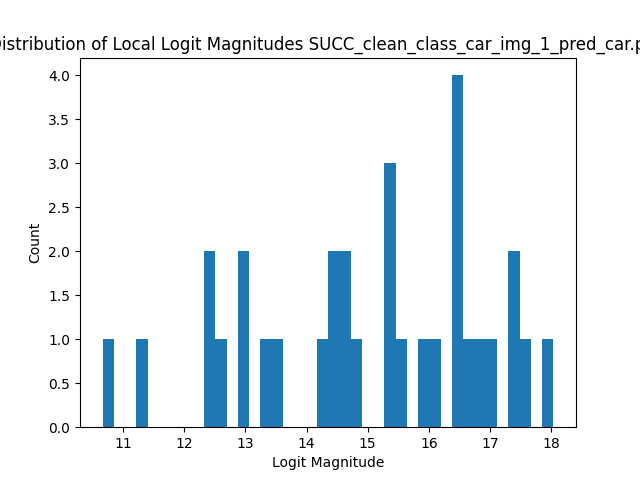 istribution of Local Logit Magnitudes SUCC_clean_class_car_img_1_pred_car.p
4.0
3.5
3.0
2.5
2.0
1.5
1.0
0.5
0.0
Count
11 12 13 14 15 16 17 18
Logit Magnitude